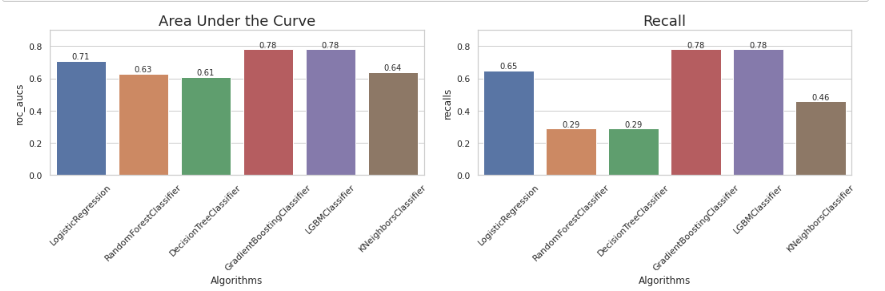 Area Under the Curve
roc_aucs
0.8
0.6
0.4
0.2
0.0
0.71
0.63
0.61
0.78
0.78
0.64
LogisticRegression
RandomForestClassifier
DecisionTreeClassifier
GradientBoostingClassifier
LGBMClassifier
KNeighborsClassifier
Algorithms
Recall
recalls
0.8
0.6
0.4
0.2
0.0
0.65
0.29
0.29
0.78
0.78
0.46
LogisticRegression
RandomForestClassifier
DecisionTreeClassifier
GradientBoostingClassifier
LGBMClassifier
KNeighborsClassifier
Algorithms